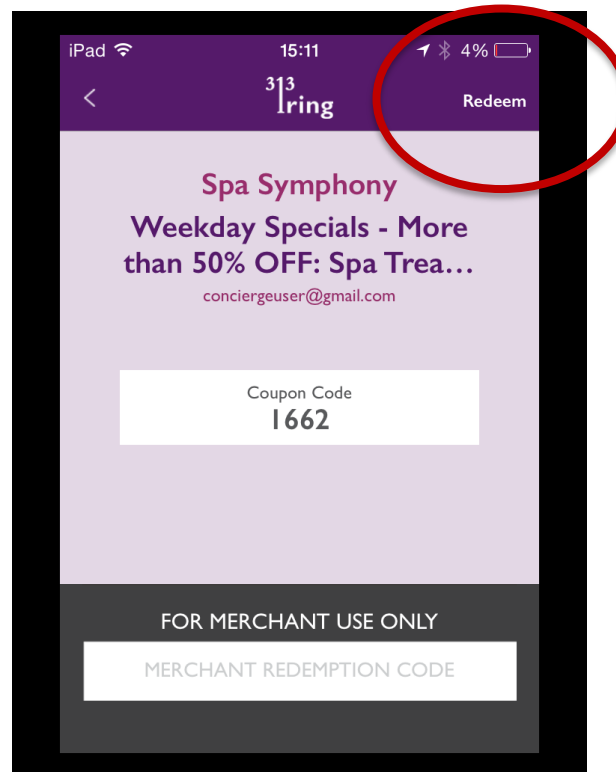 iPad 15:11 4%
313
ring Redeem
Spa Symphony
Weekday Specials - More
than 50% OFF: Spa Trea…
conciergeuser@gmail.com
Coupon Code
1662
FOR MERCHANT USE ONLY
MERCHANT REDEMPTION CODE